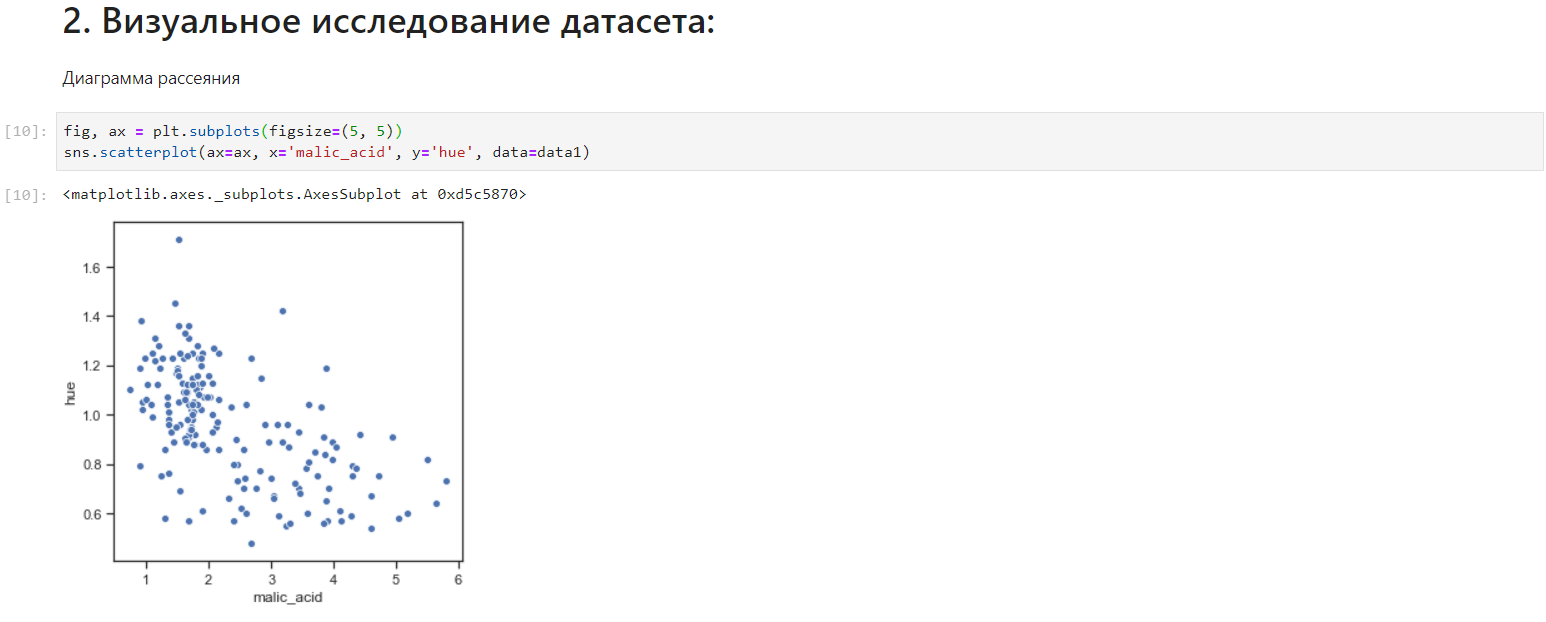 2. Визуальное исследование датасета:
Диаграмма рассеяния
[10]: fig, ax = plt.subplots(figsize=(5, 5))
sns.scatterplot(ax=ax, x='malic_acid', y='hue', data=data1)
[10]: <matplotlib.axes._subplots.AxesSubplot at 0xd5c5870>
1.6
1.4
1.2
1.0
0.8
0.6
hue
1 2 3 4 5 6
malic_acid